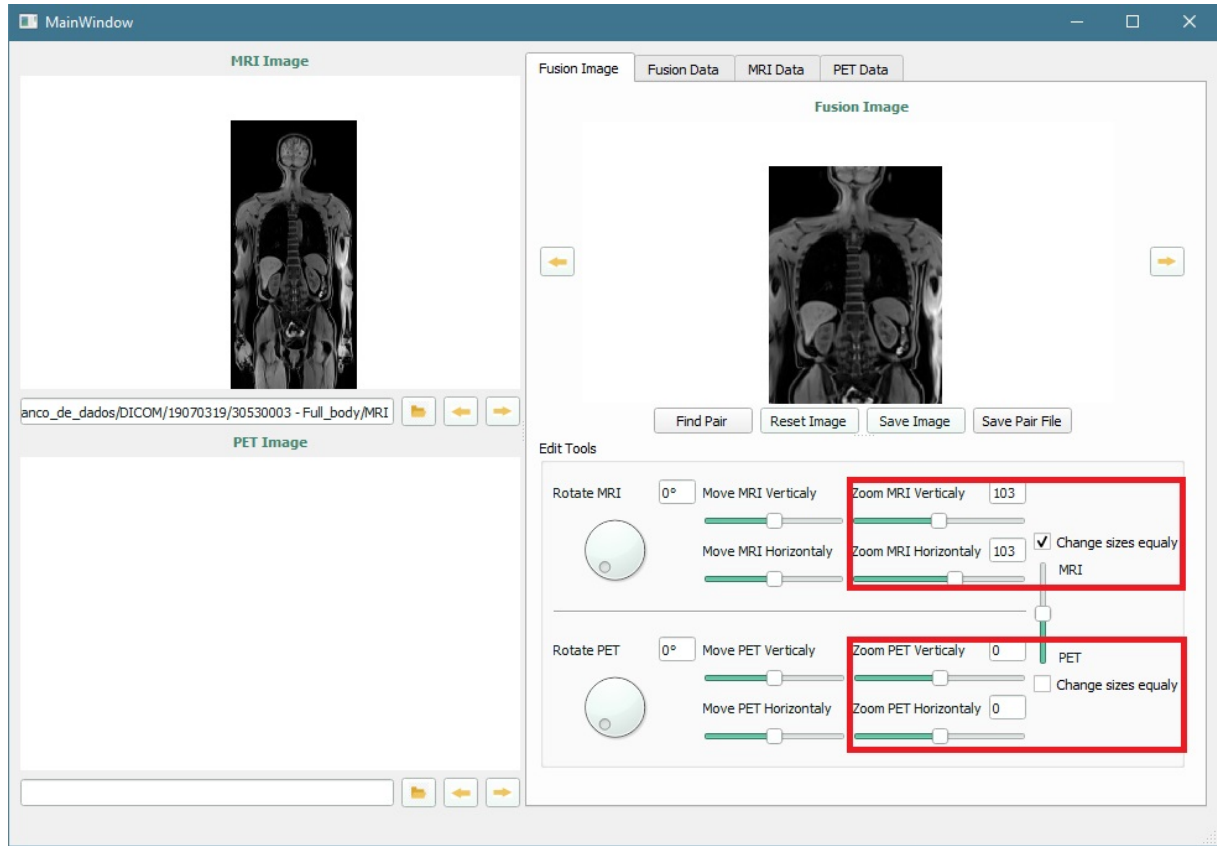 MainWindow
MRI Image
anco_de_dados/DICOM/19070319/30530003 - Full_body/MRI
PET Image
Fusion Image
Fusion Data
MRI Data
PET Data
Fusion Image
Find Pair
Reset Image
Save Image
Save Pair File
Edit Tools
Rotate MRI
0°
Move MRI Verticaly
Zoom MRI Verticaly
103
Move MRI Horizontaly
Zoom MRI Horizontaly
103
Change sizes equaly
MRI
Rotate PET
0°
Move PET Verticaly
Zoom PET Verticaly
0
PET
Change sizes equaly
Move PET Horizontaly
Zoom PET Horizontaly
0